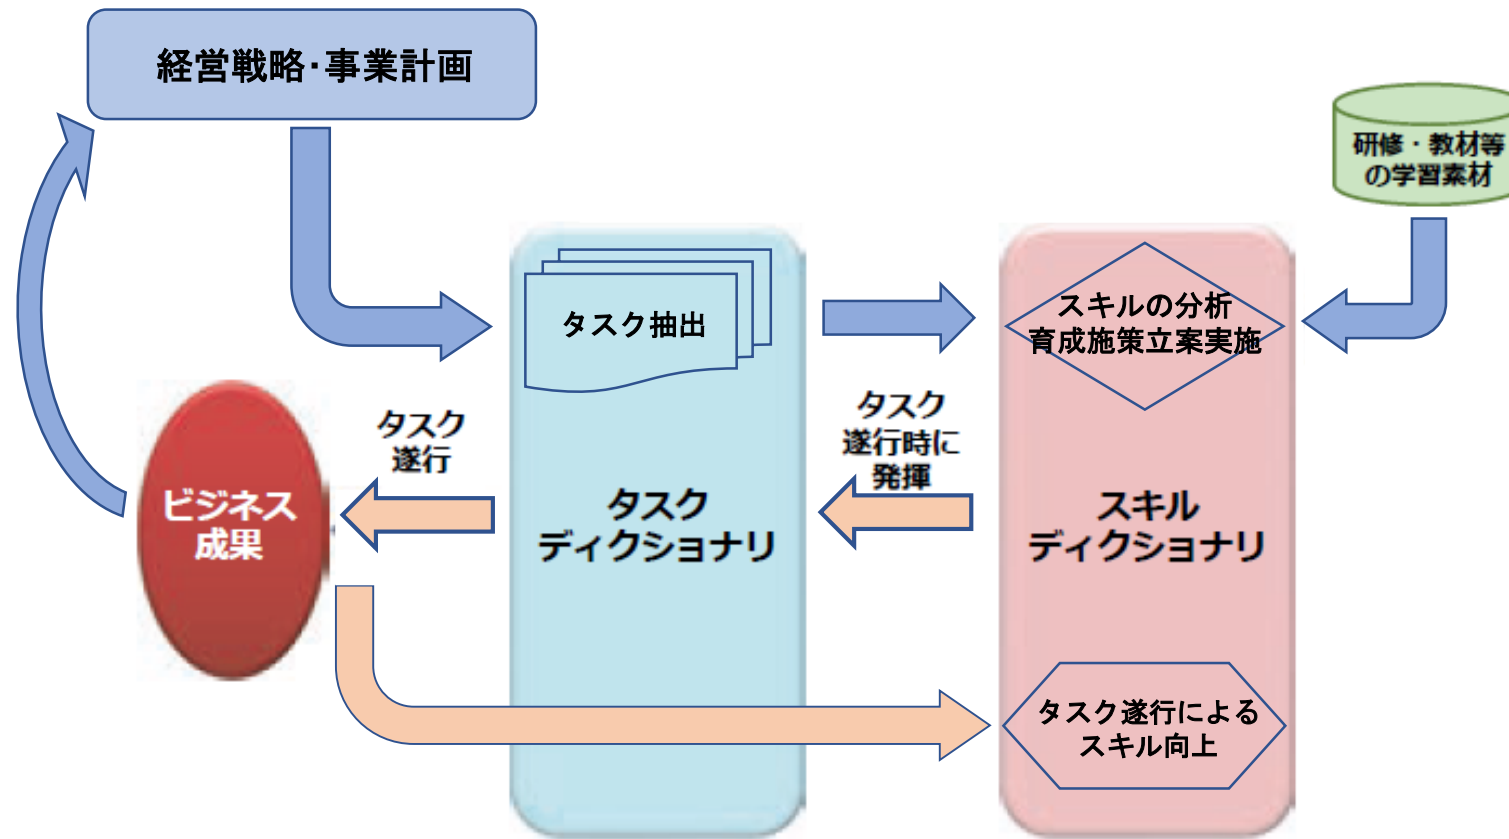 経営戦略・事業計画
研修・教材等
の学習素材
タスク抽出
スキルの分析
育成施策立案実施
タスク
遂行
タスク
遂行時に
発揮
ビジネス
成果
タスク
ディクショナリ
スキル
ディクショナリ
タスク遂行による
スキル向上